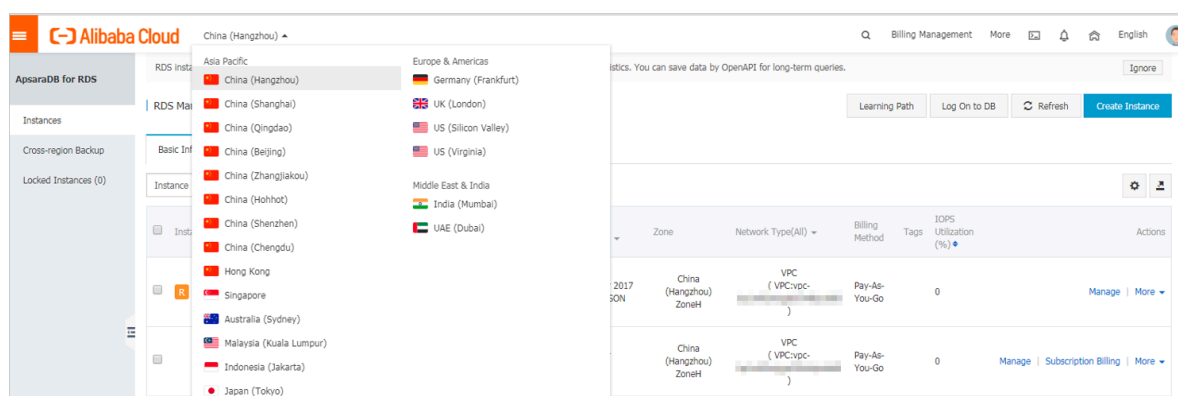 Alibaba Cloud
China (Hangzhou)
Billing Management
More
English
ApsaraDB for RDS
Instances
Cross-region Backup
Locked Instances (0)
RDS Insta
istics. You can save data by OpenAPI for long-term queries.
Ignore
RDS Mar
Learning Path
Log On to DB
Refresh
Create Instance
Basic Inf
Instance
Asia Pacific
China (Hangzhou)
China (Shanghai)
China (Qingdao)
China (Beijing)
China (Zhangjiakou)
China (Hohhot)
China (Shenzhen)
China (Chengdu)
Hong Kong
Singapore
Australia (Sydney)
Malaysia (Kuala Lumpur)
Indonesia (Jakarta)
Japan (Tokyo)
Europe & Americas
Germany (Frankfurt)
UK (London)
US (Silicon Valley)
US (Virginia)
Middle East & India
India (Mumbai)
UAE (Dubai)
Insta
Zone
Network Type(All)
Billing
Method
Tags
IOPS
Utilization
(%)
Actions
R
2017
SON
China
(Hangzhou)
ZoneH
VPC
( VPC:vpc-
)
Pay-As-
You-Go
0
Manage | More
China
(Hangzhou)
ZoneH
VPC
( VPC:vpc-
)
Pay-As-
You-Go
0
Manage | Subscription Billing | More